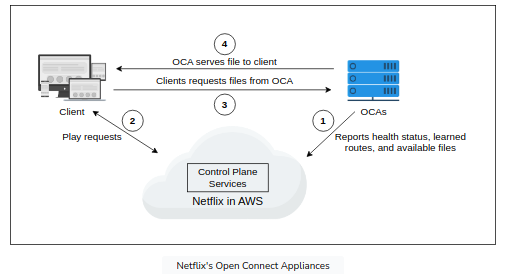 4
OCA serves file to client
Clients requests files from OCA
3
Client
OCAs
2
Play requests
1
Reports health status, learned
routes, and available files
Control Plane
Services
Netflix in AWS
Netflix's Open Connect Appliances